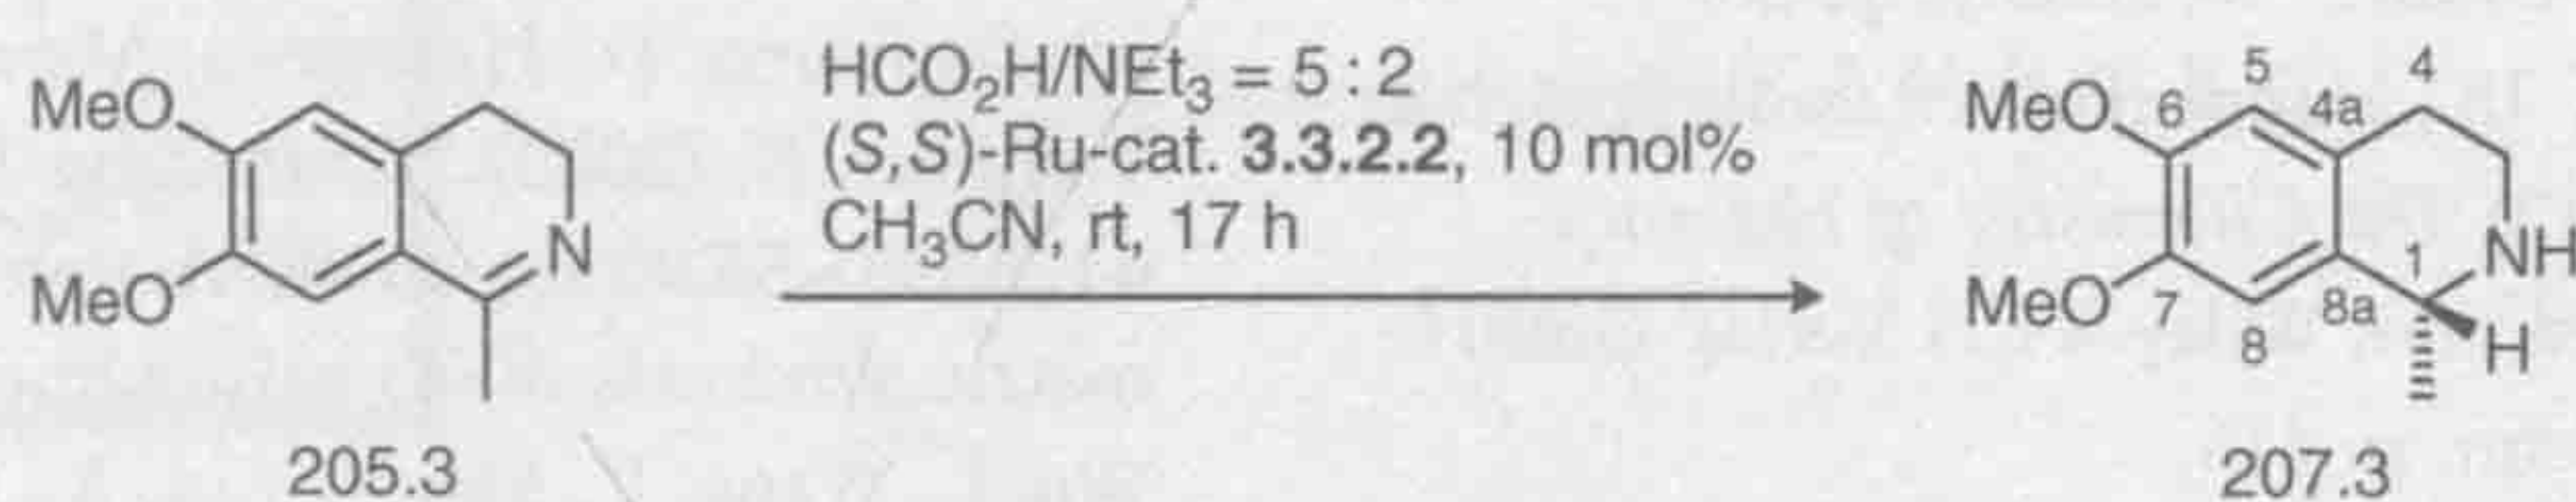 MeO
MeO
N
205.3
HCO₂H/NEt₃ = 5 : 2
(S,S)-Ru-cat. 3.3.2.2, 10 mol%
CH₃CN, rt, 17 h
5
4
MeO
6
4a
1
NH
MeO
7
8a
8
H
207.3